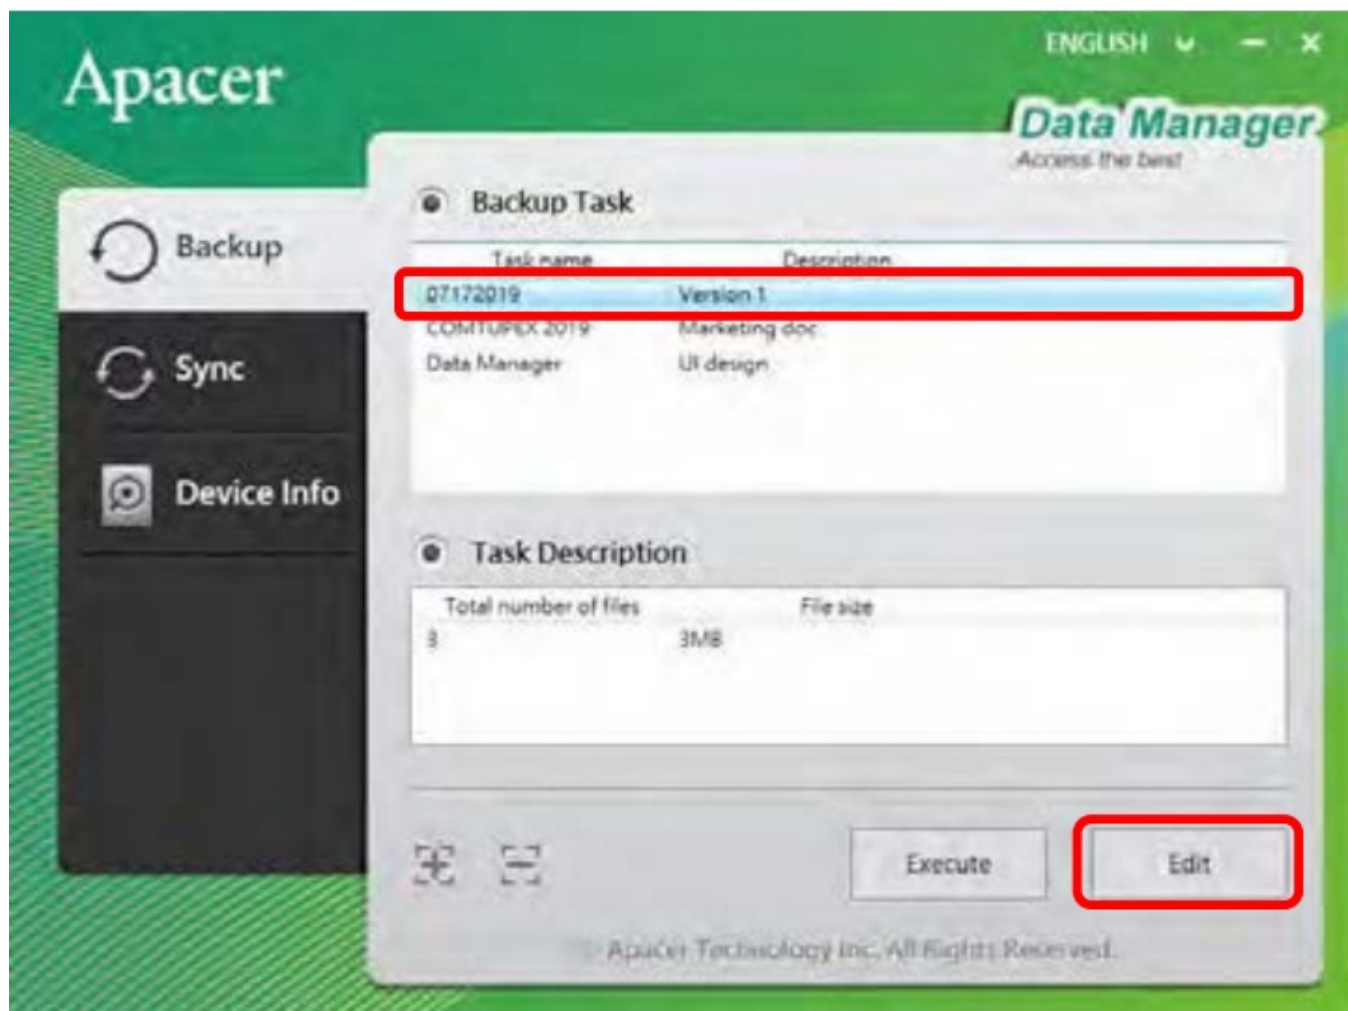 ENGLISH
Apacer
Data Manager
Access the best
Backup Task
Backup
Task name Description
07172019 Version 1
COMTUPEX 2019 Marketing doc
Sync
Data Manager UI design
Device Info
Task Description
Total number of files File size
3 3MB
Execute Edit
Apacer Technology Inc. All Rights Reserved.